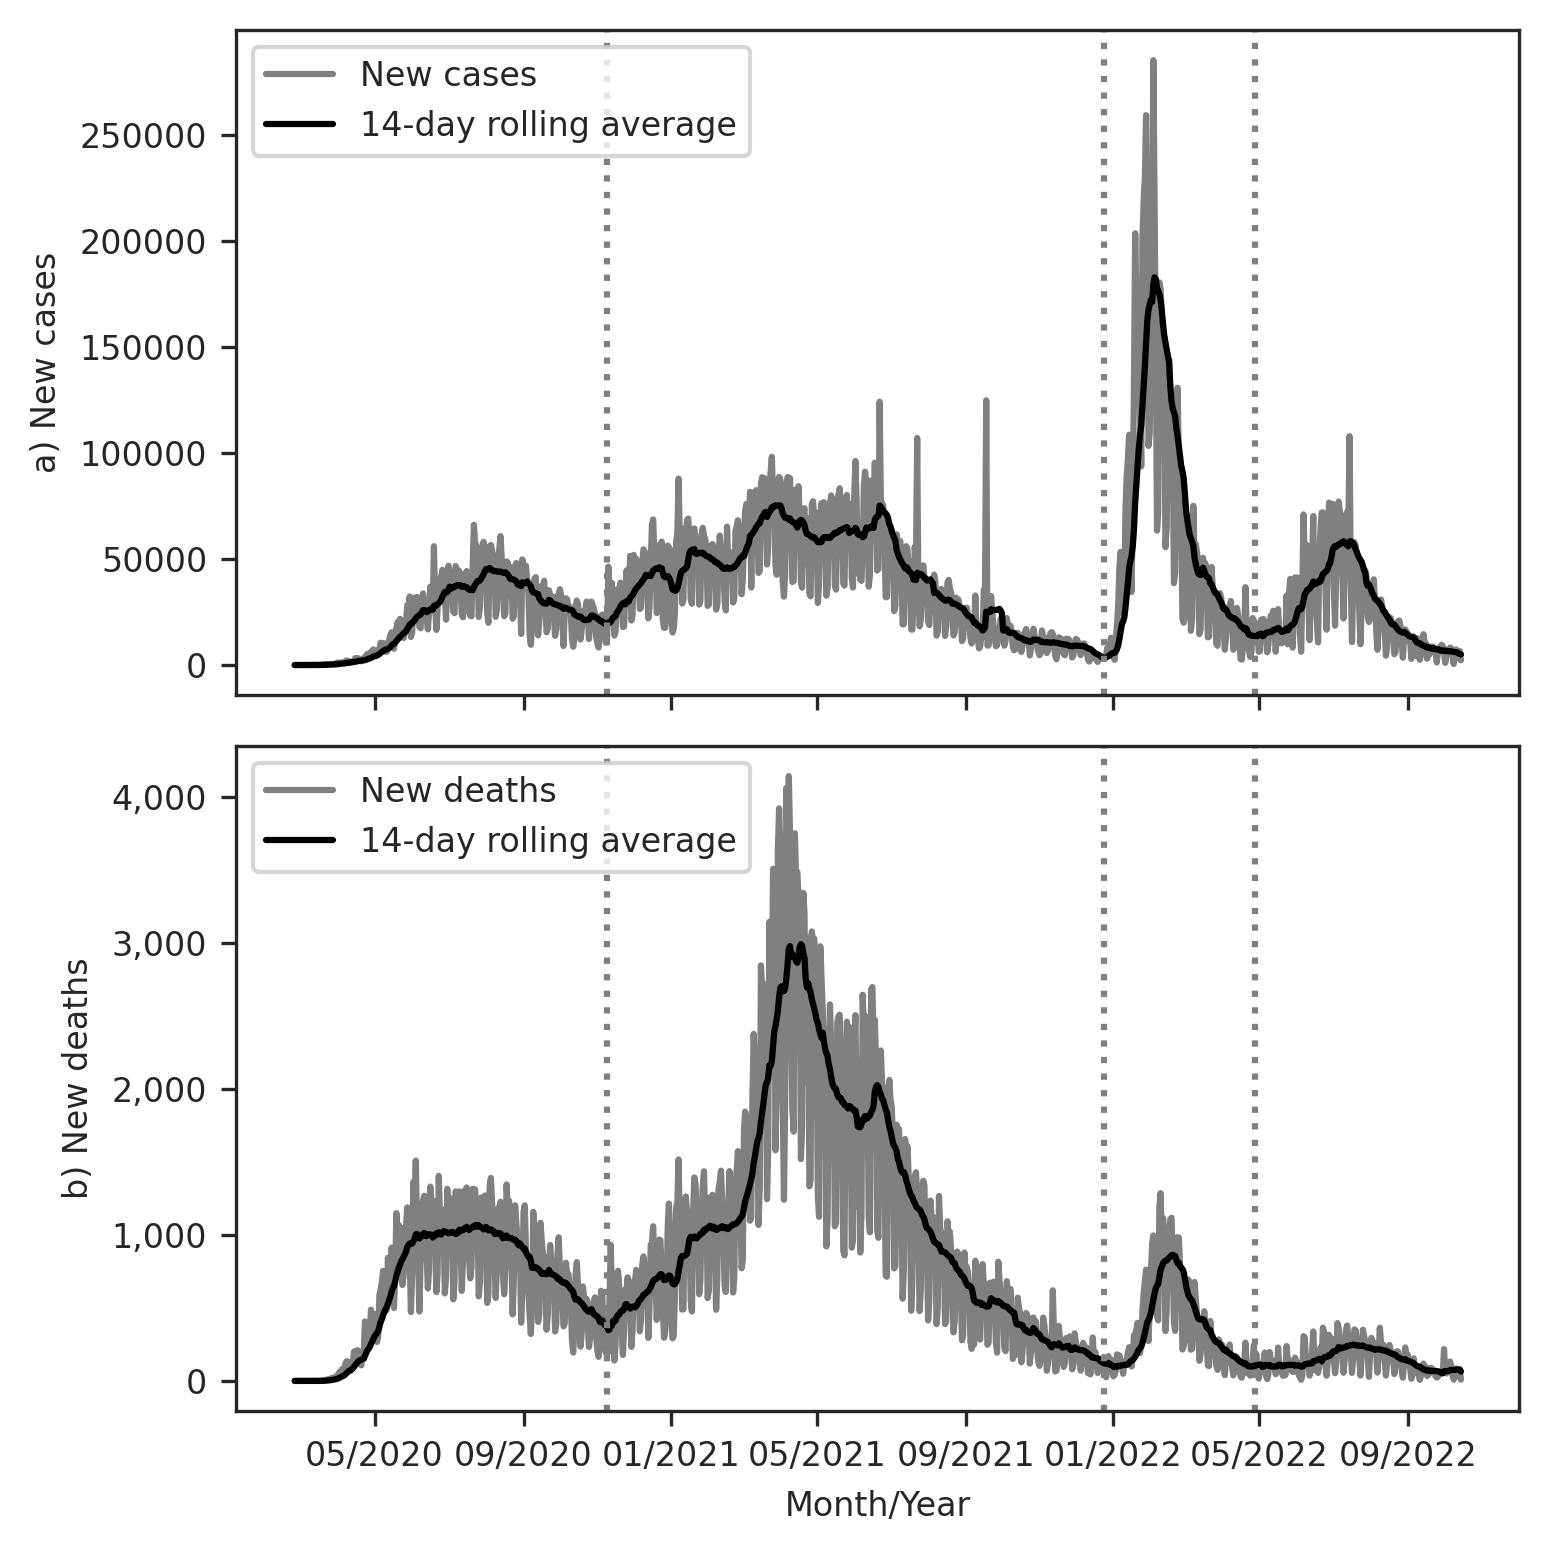 New cases
14-day rolling average
250000
200000
150000
100000
50000
0
a) New cases
New deaths
14-day rolling average
4,000
3,000
2,000
1,000
0
b) New deaths
05/2020 09/2020 01/2021 05/2021 09/2021 01/2022 05/2022 09/2022
Month/Year